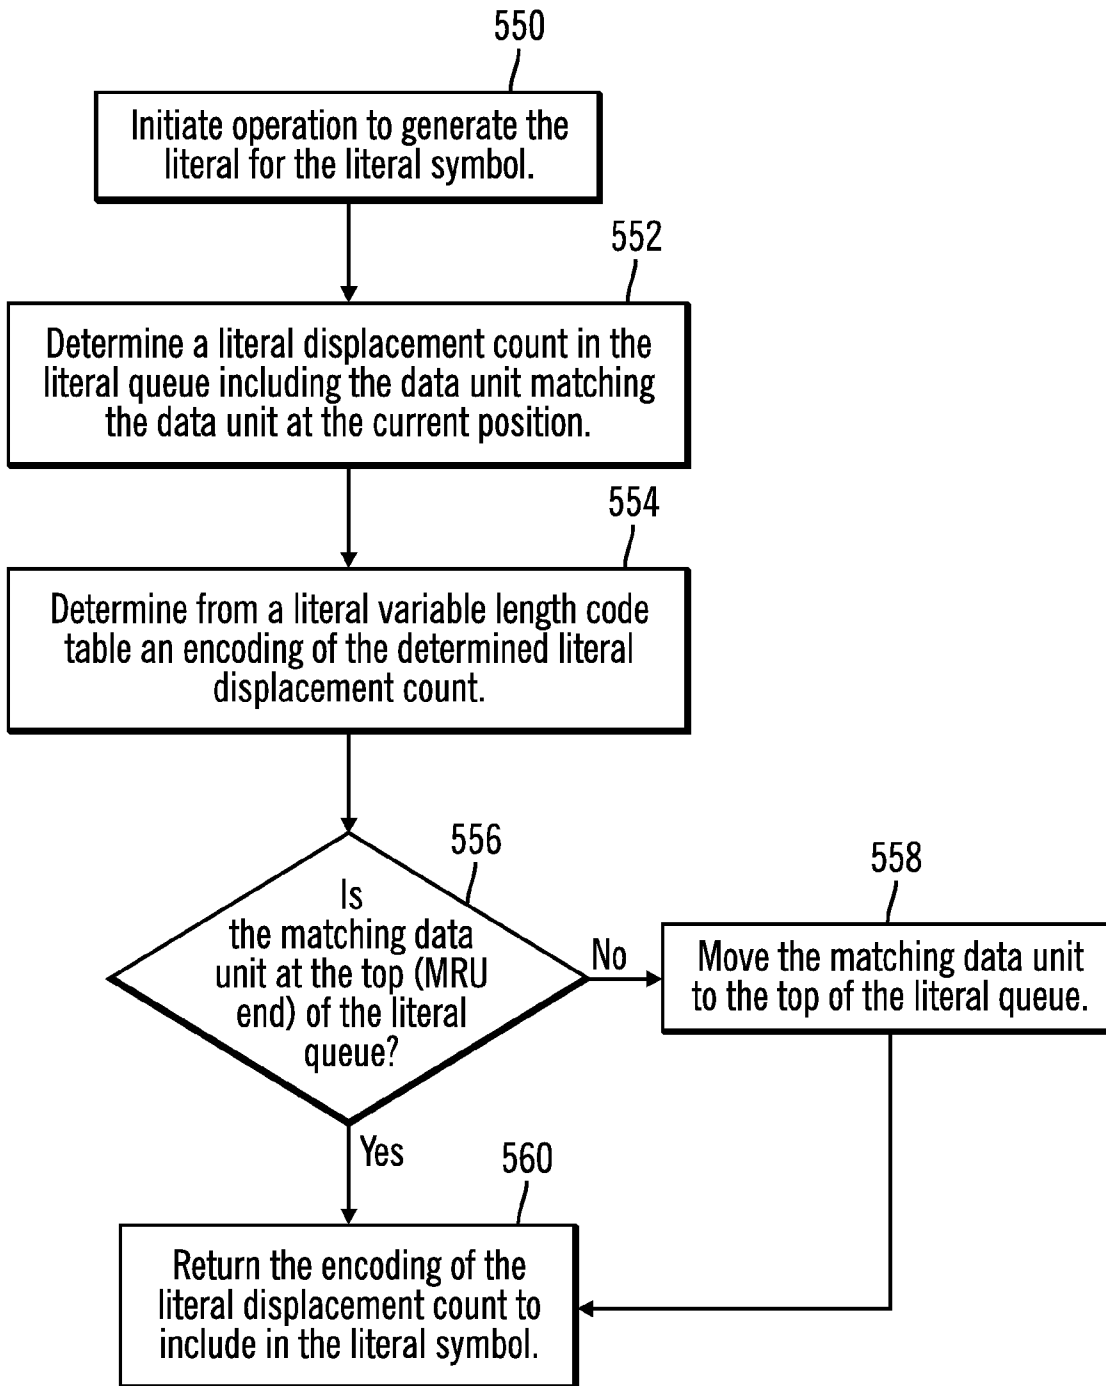 550
Initiate operation to generate the
literal for the literal symbol.
552
Determine a literal displacement count in the
literal queue including the data unit matching
the data unit at the current position.
554
Determine from a literal variable length code
table an encoding of the determined literal
displacement count.
556
Is
the matching data
unit at the top (MRU
end) of the literal
queue?
No
558
Move the matching data unit
to the top of the literal queue.
Yes
560
Return the encoding of the
literal displacement count to
include in the literal symbol.